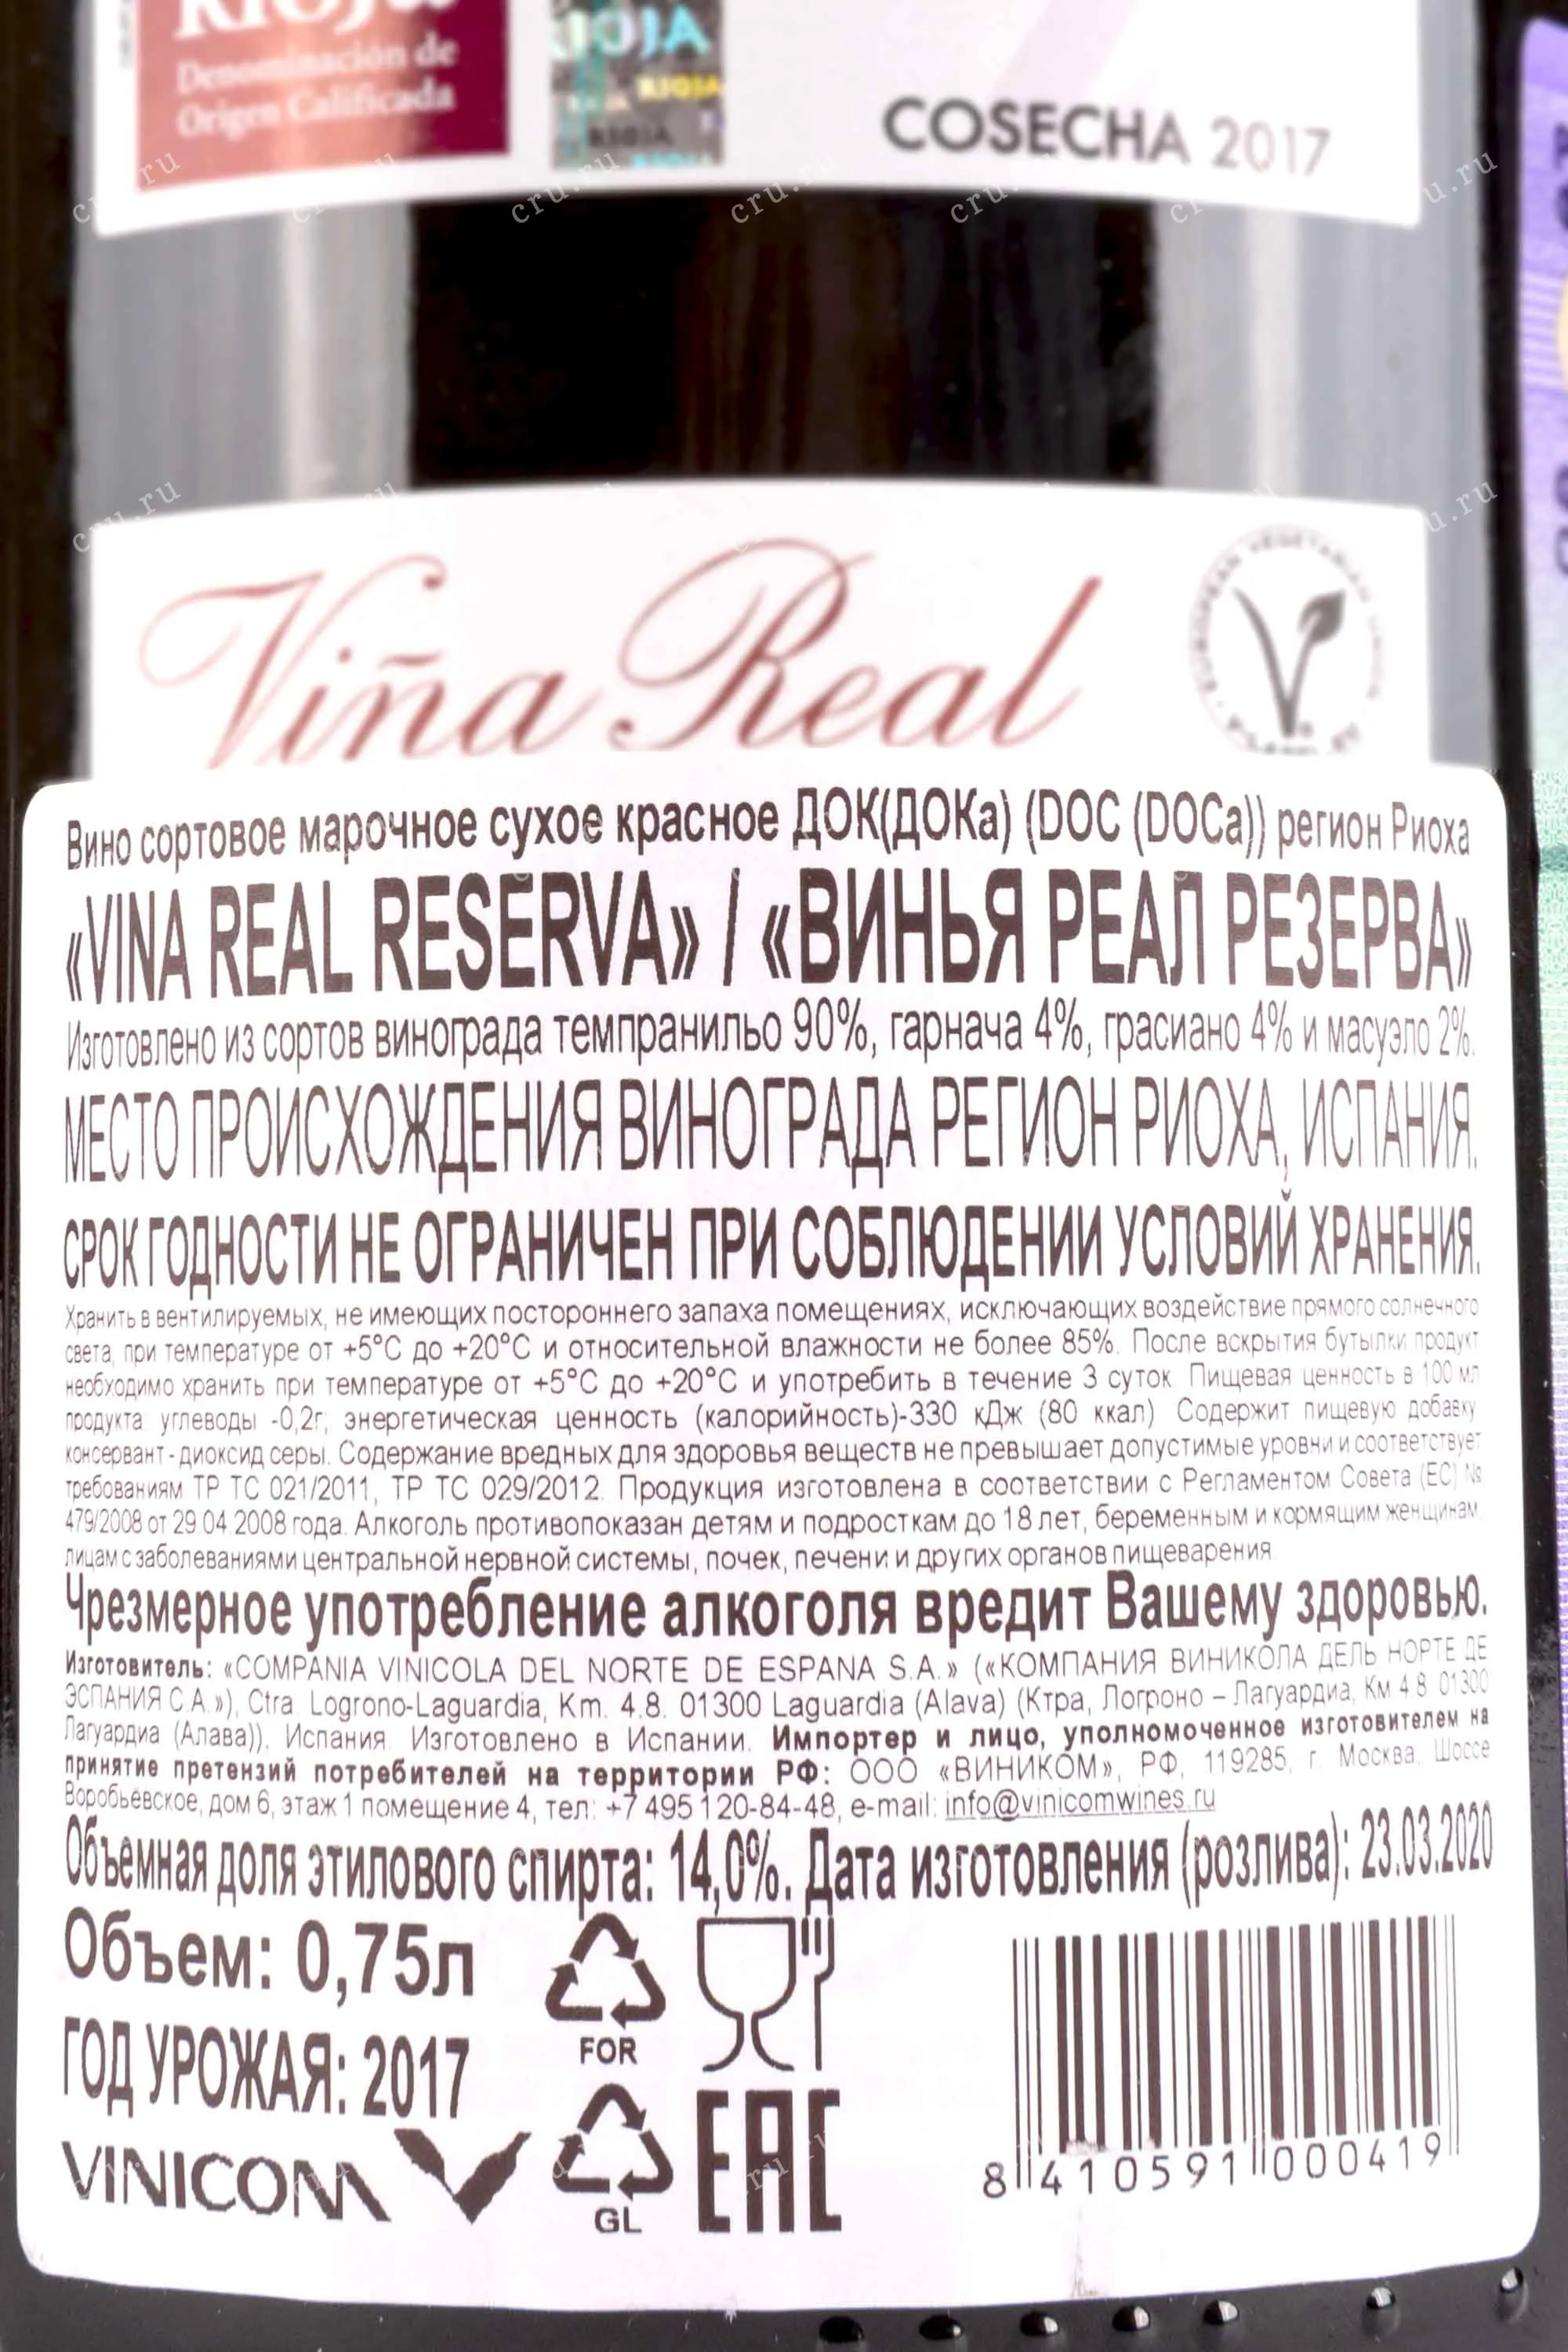 RIOJA
Denominación de
Origen Calificada
RIOJA
RIOJA
RIOJA
COSECHA 2017
Viña Real
EUROPEAN VEGETARIAN UNION
Вино сортовое марочное сухое красное ДОК(ДОКа) (DOC (DOCa)) регион Риоха
«VINA REAL RESERVA» / «ВИНЬЯ РЕАЛ РЕЗЕРВА»
Изготовлено из сортов винограда темпранильо 90%, гарнача 4%, грасиано 4% и масуэло 2%.
МЕСТО ПРОИСХОЖДЕНИЯ ВИНОГРАДА РЕГИОН РИОХА, ИСПАНИЯ.
СРОК ГОДНОСТИ НЕ ОГРАНИЧЕН ПРИ СОБЛЮДЕНИИ УСЛОВИЙ ХРАНЕНИЯ.
Хранить в вентилируемых, не имеющих постороннего запаха помещениях, исключающих воздействие прямого солнечного
света, при температуре от +5°С до +20°С и относительной влажности не более 85%. После вскрытия бутылки продукт
необходимо хранить при температуре от +5°С до +20°С и употребить в течение 3 суток. Пищевая ценность в 100 мл
продукта углеводы -0,2г; энергетическая ценность (калорийность)-330 кДж (80 ккал) Содержит пищевую добавку
консервант - диоксид серы. Содержание вредных для здоровья веществ не превышает допустимые уровни и соответствует
требованиям ТР ТС 021/2011, ТР ТС 029/2012. Продукция изготовлена в соответствии с Регламентом Совета (ЕС) №
479/2008 от 29.04.2008 года. Алкоголь противопоказан детям и подросткам до 18 лет, беременным и кормящим женщинам,
лицам с заболеваниями центральной нервной системы, почек, печени и других органов пищеварения.
Чрезмерное употребление алкоголя вредит Вашему здоровью.
Изготовитель: «COMPANIA VINICOLA DEL NORTE DE ESPANA S.A.» («КОМПАНИЯ ВИНИКОЛА ДЕЛЬ НОРТЕ ДЕ
ЭСПАНИЯ С.А.»), Ctra. Logrono-Laguardia, Km. 4.8. 01300 Laguardia (Alava) (Ктра, Логроно – Лагуардиа, Км 4.8 01300
Лагуардиа (Алава)), Испания. Изготовлено в Испании. Импортер и лицо, уполномоченное изготовителем на
принятие претензий потребителей на территории РФ: ООО «ВИНИКОМ», РФ, 119285, г. Москва, Шоссе
Воробьёвское, дом 6, этаж 1 помещение 4, тел: +7 495 120-84-48, e-mail: info@vinicomwines.ru
Объемная доля этилового спирта: 14,0%. Дата изготовления (розлива): 23.03.2020
Объем: 0,75л
ГОД УРОЖАЯ: 2017
VINICOM
FOR
GL
EAC
8 410591 000419
cru.ru